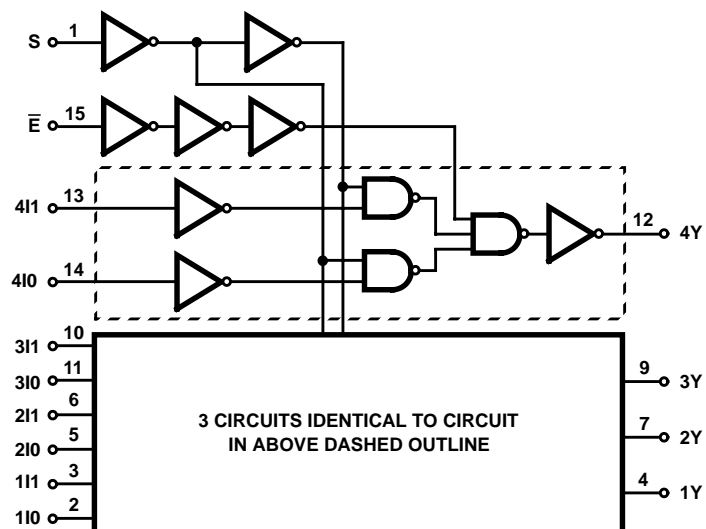 S 1
E̅ 15
4I1 13
12 4Y
4I0 14
3I1 10
3I0 11
9 3Y
2I1 6
3 CIRCUITS IDENTICAL TO CIRCUIT
IN ABOVE DASHED OUTLINE
7 2Y
2I0 5
1I1 3
4 1Y
1I0 2